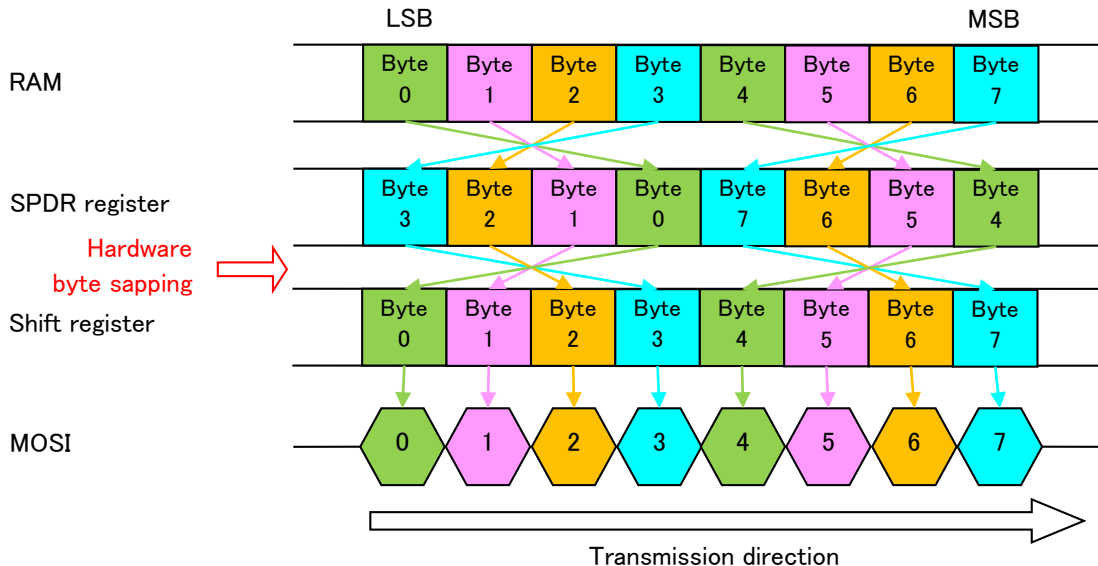 LSB MSB
RAM
Byte Byte Byte Byte Byte Byte Byte Byte
0 1 2 3 4 5 6 7
SPDR register
Byte Byte Byte Byte Byte Byte Byte Byte
3 2 1 0 7 6 5 4
Hardware
byte sapping
Shift register
Byte Byte Byte Byte Byte Byte Byte Byte
0 1 2 3 4 5 6 7
MOSI
0 1 2 3 4 5 6 7
Transmission direction